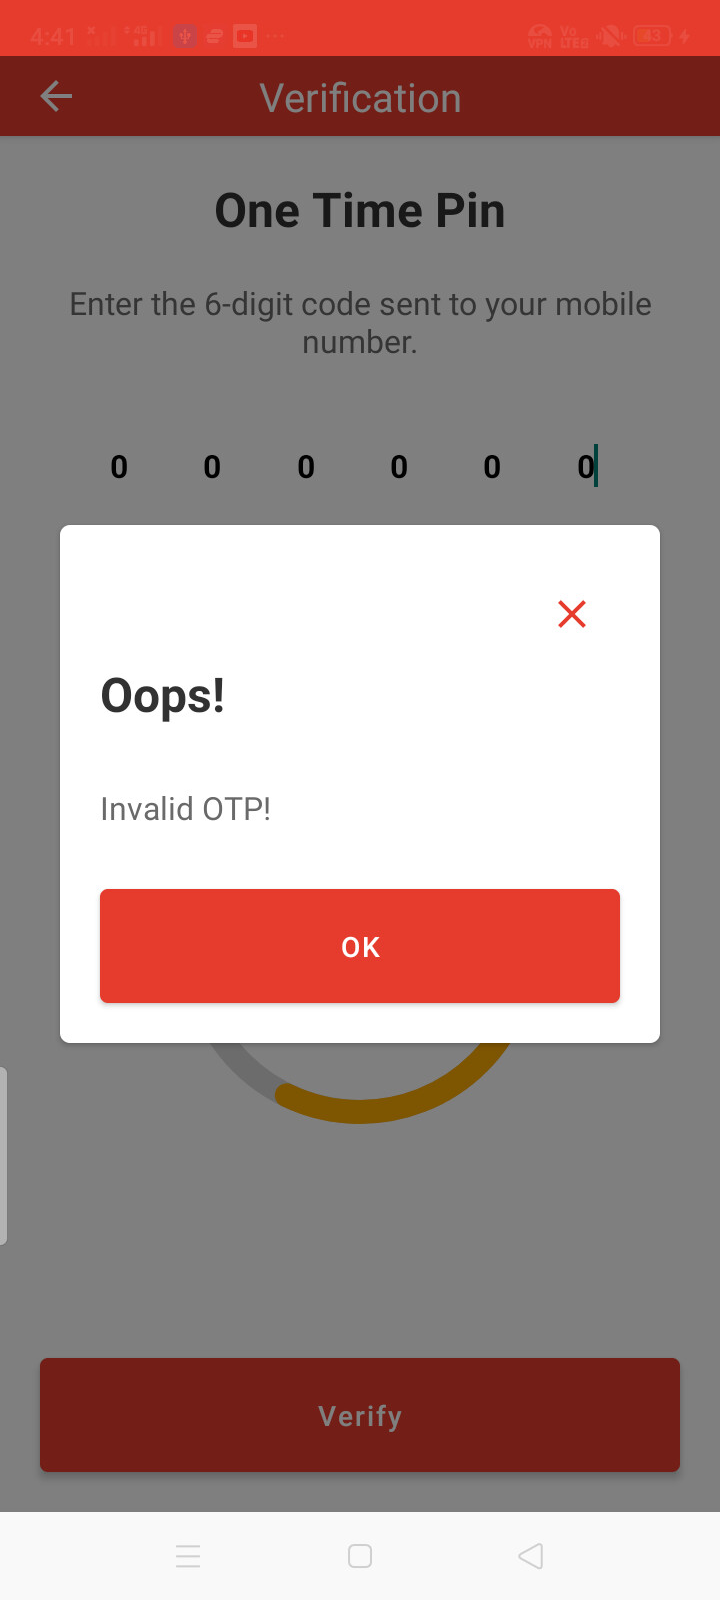 4:41
4G
VPN
Vo
LTE
43
Verification
One Time Pin
Enter the 6-digit code sent to your mobile
number.
0 0 0 0 0 0
Oops!
Invalid OTP!
OK
Verify